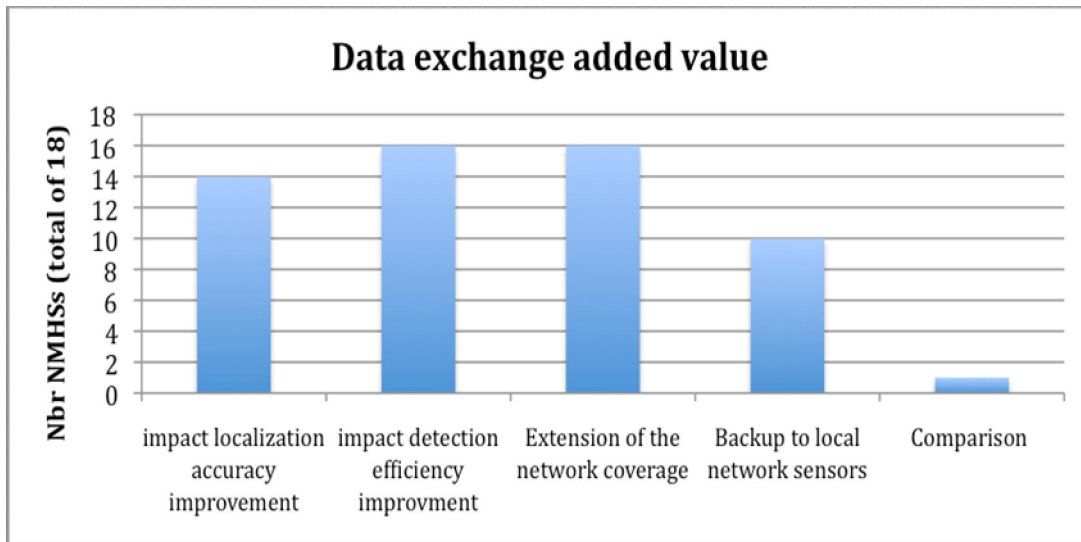 Data exchange added value
Nbr NMHSs (total of 18)
18
16
14
12
10
8
6
4
2
0
impact localization
accuracy
improvement
impact detection
efficiency
improvment
Extension of the
network coverage
Backup to local
network sensors
Comparison